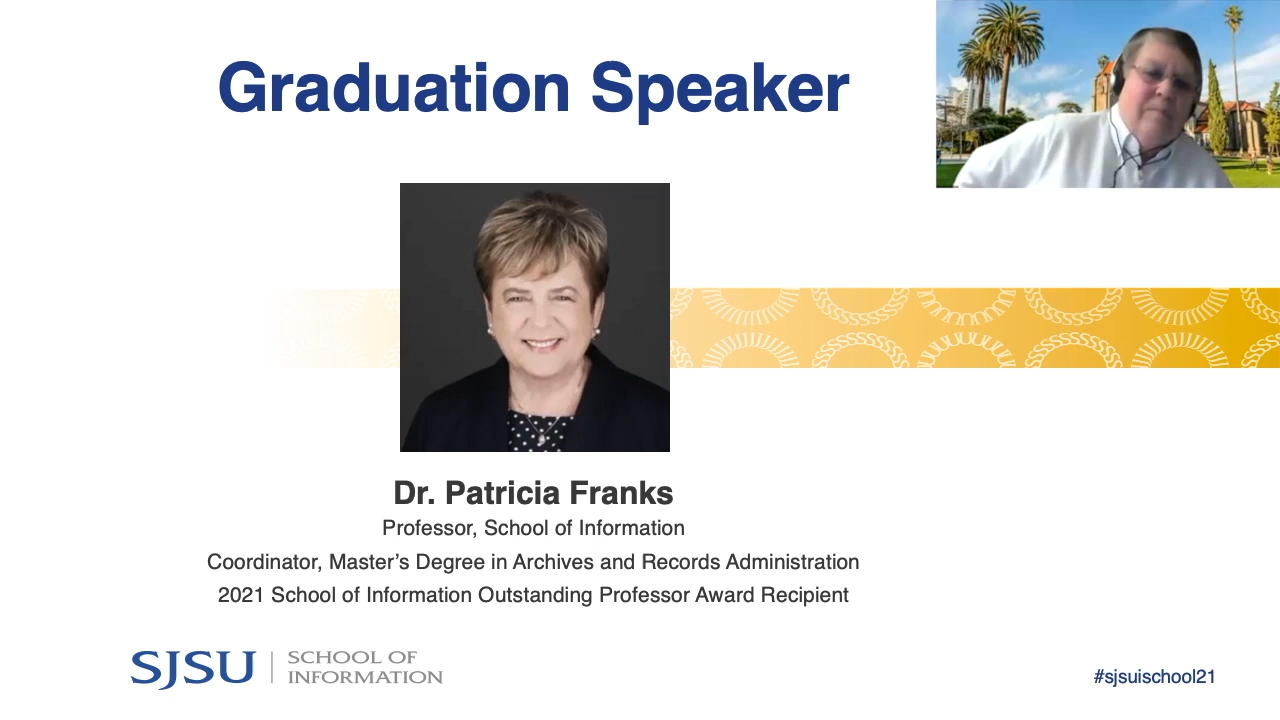 Graduation Speaker
Dr. Patricia Franks
Professor, School of Information
Coordinator, Master’s Degree in Archives and Records Administration
2021 School of Information Outstanding Professor Award Recipient
SJSU SCHOOL OF
INFORMATION
#sjsuischool21